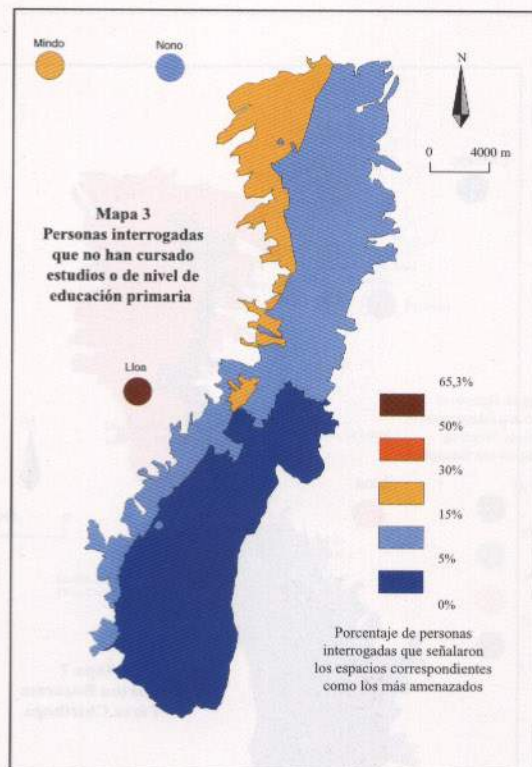 Mindo
Nono
N
0 4000 m
Mapa 3
Personas interrogadas
que no han cursado
estudios o de nivel de
educación primaria
Lloa
65,3%
50%
30%
15%
5%
0%
Porcentaje de personas
interrogadas que señalaron
los espacios correspondientes
como los más amenazados